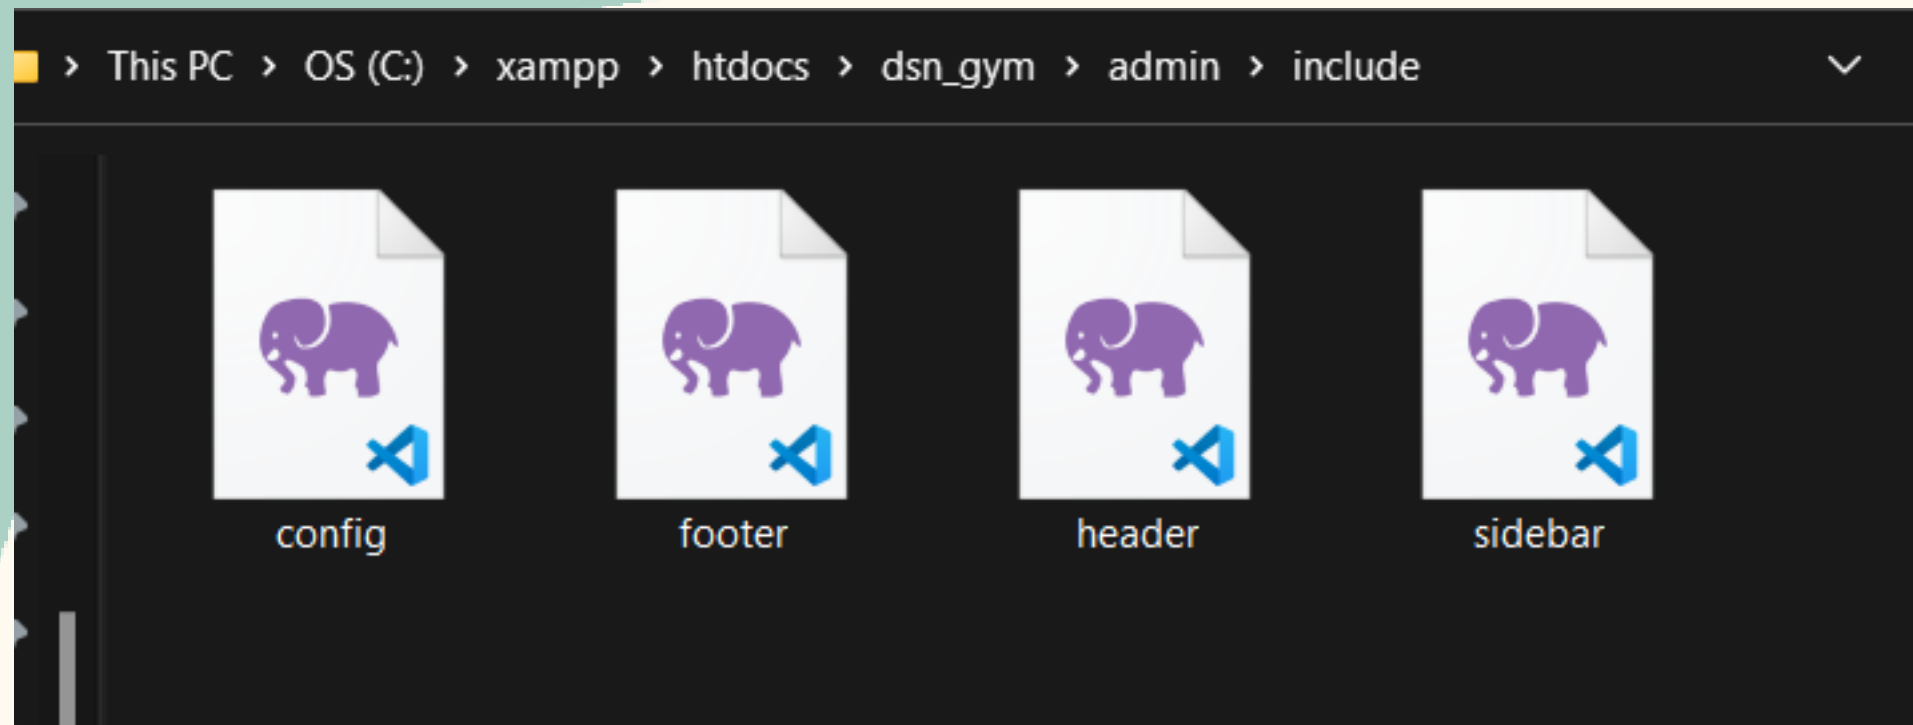 This PC > OS (C:) > xampp > htdocs > dsn_gym > admin > include
config footer header sidebar